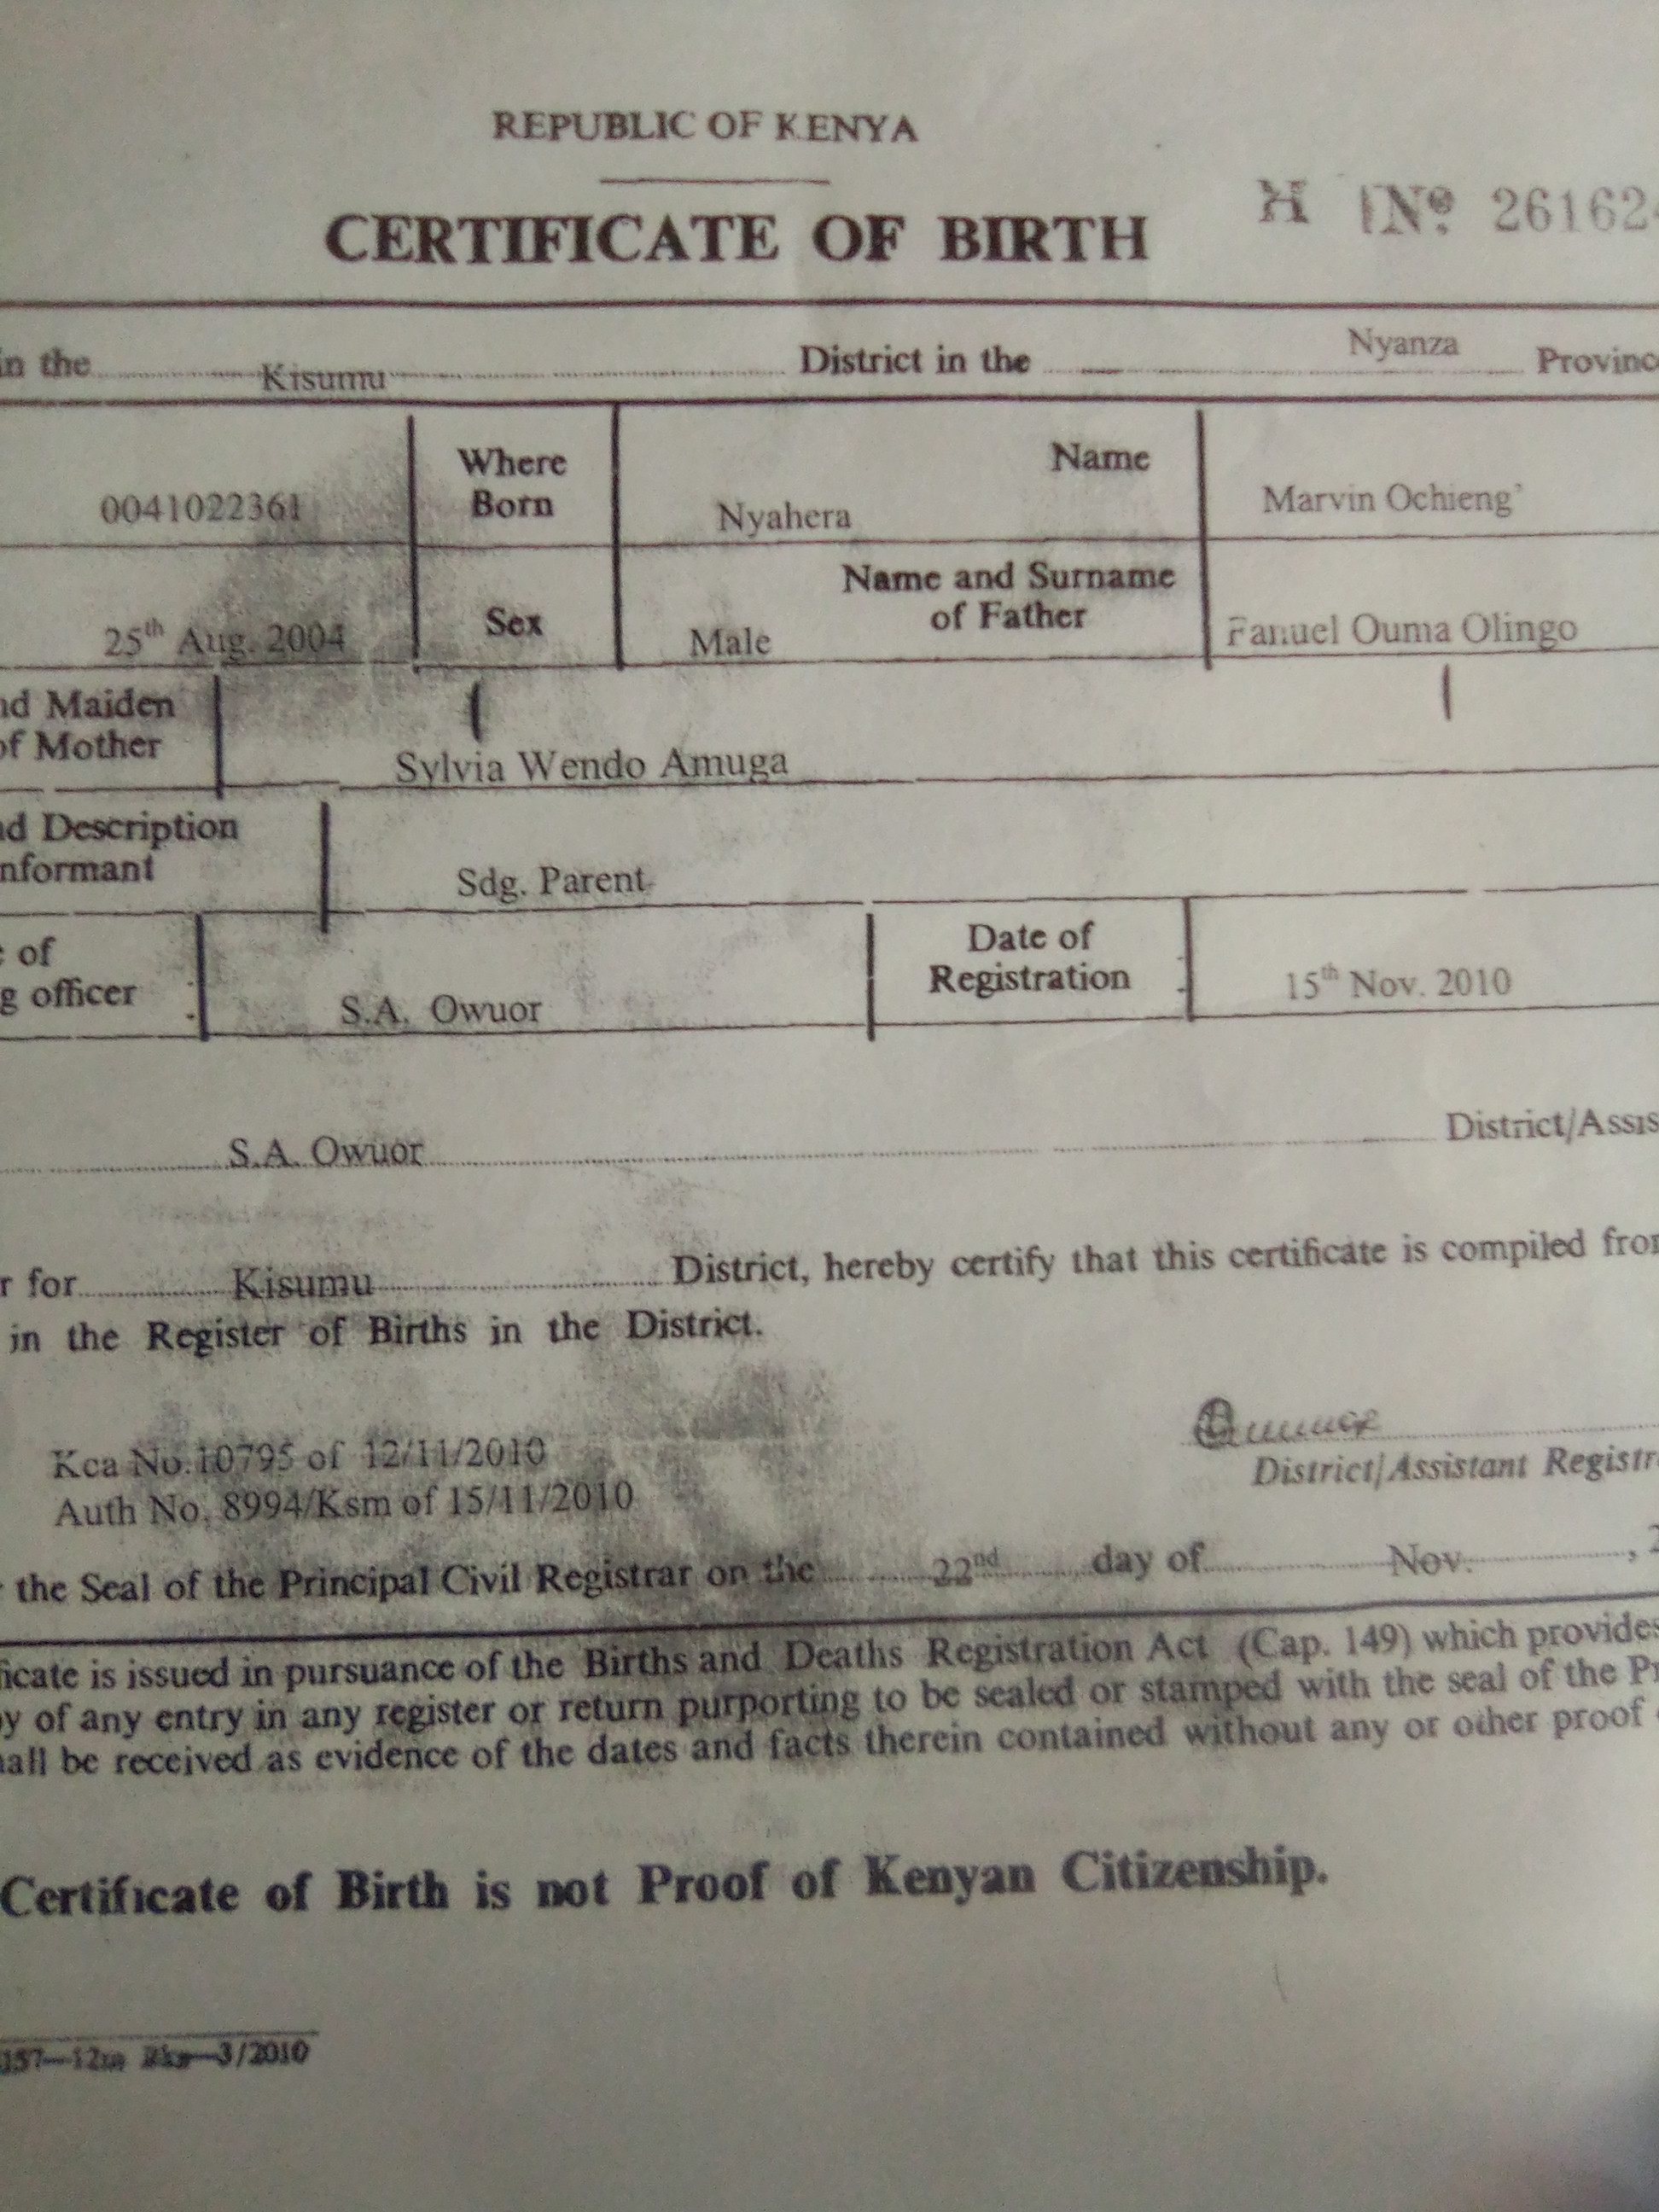 REPUBLIC OF KENYA
CERTIFICATE OF BIRTH
H No. 26162
in the Kisumu District in the Nyanza Provinc
0041022361
Where Born
Nyahera
Name
Marvin Ochieng'
25th Aug. 2004
Sex
Male
Name and Surname of Father
Fanuel Ouma Olingo
nd Maiden
of Mother
Sylvia Wendo Amuga
nd Description
nformant
Sdg. Parent
of
g officer
S.A. Owuor
Date of Registration
15th Nov. 2010
S.A. Owuor District/Assis
r for Kisumu District, hereby certify that this certificate is compiled from
in the Register of Births in the District.
Kca No.10795 of 12/11/2010
Auth No. 8994/Ksm of 15/11/2010
District/Assistant Registr
the Seal of the Principal Civil Registrar on the 22nd day of Nov. , 2
ficate is issued in pursuance of the Births and Deaths Registration Act (Cap. 149) which provides
py of any entry in any register or return purporting to be sealed or stamped with the seal of the Pr
hall be received as evidence of the dates and facts therein contained without any or other proof
Certificate of Birth is not Proof of Kenyan Citizenship.
3/2010